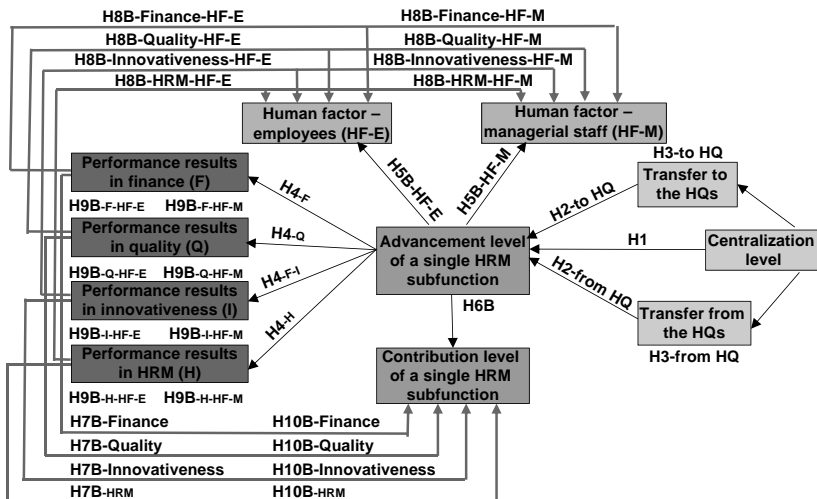 H8B-Finance-HF-E H8B-Finance-HF-M
H8B-Quality-HF-E H8B-Quality-HF-M
H8B-Innovativeness-HF-E H8B-Innovativeness-HF-M
H8B-HRM-HF-E H8B-HRM-HF-M
Human factor –
employees (HF-E)
Human factor –
managerial staff (HF-M)
H5B-HF-E
H5B-HF-M
H3-to HQ
Transfer to
the HQs
H2-to HQ
Performance results
in finance (F)
H4-F
H9B-F-HF-E H9B-F-HF-M
Performance results
in quality (Q)
H4-Q
H9B-Q-HF-E H9B-Q-HF-M
Performance results
in innovativeness (I)
H4-F-I
H9B-I-HF-E H9B-I-HF-M
Performance results
in HRM (H)
H4-H
H9B-H-HF-E H9B-H-HF-M
Advancement level
of a single HRM
subfunction
H1
Centralization
level
H2-from HQ
Transfer from
the HQs
H3-from HQ
H6B
Contribution level
of a single HRM
subfunction
H7B-Finance H10B-Finance
H7B-Quality H10B-Quality
H7B-Innovativeness H10B-Innovativeness
H7B-HRM H10B-HRM